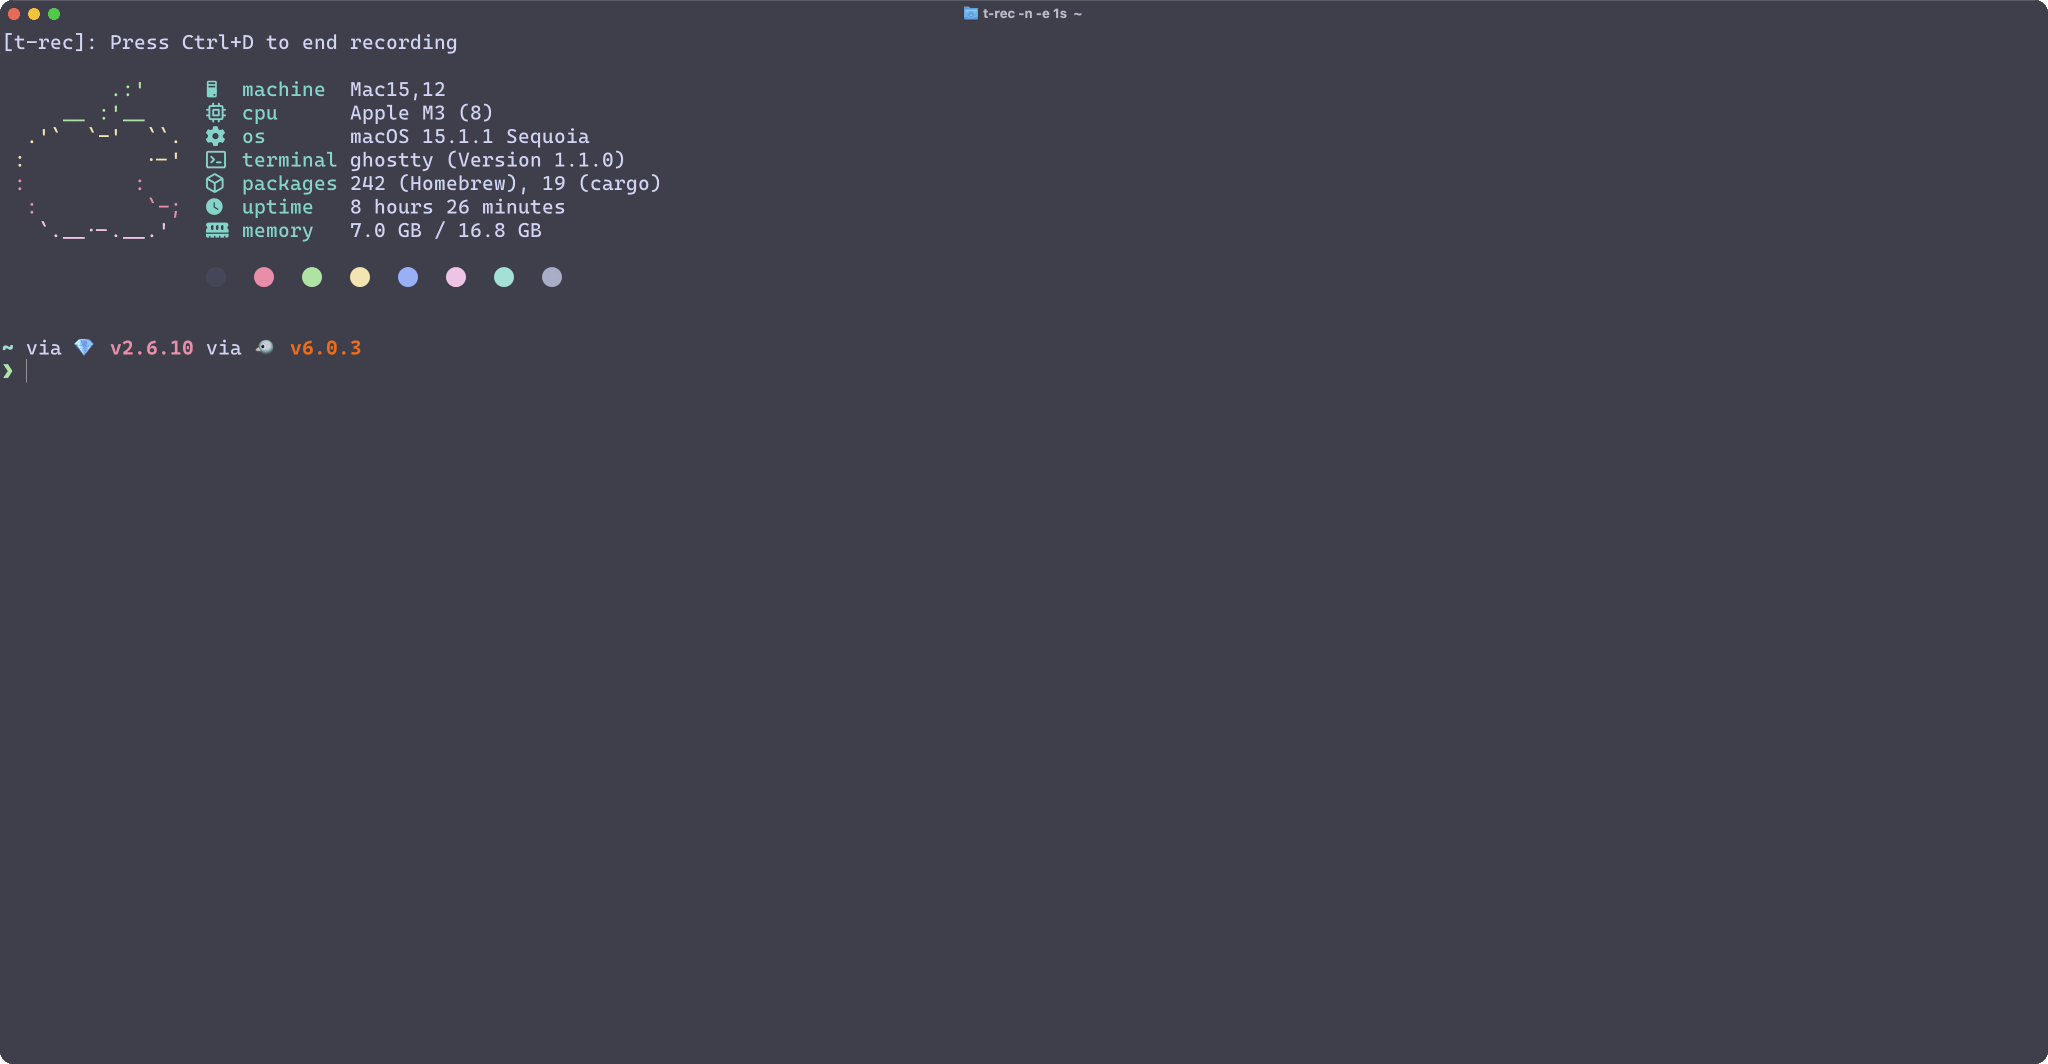 t-rec -n -e 1s ~
[t-rec]: Press Ctrl+D to end recording
machine Mac15,12
cpu Apple M3 (8)
os macOS 15.1.1 Sequoia
terminal ghostty (Version 1.1.0)
packages 242 (Homebrew), 19 (cargo)
uptime 8 hours 26 minutes
memory 7.0 GB / 16.8 GB
~ via 💎 v2.6.10 via 🐦 v6.0.3
❯